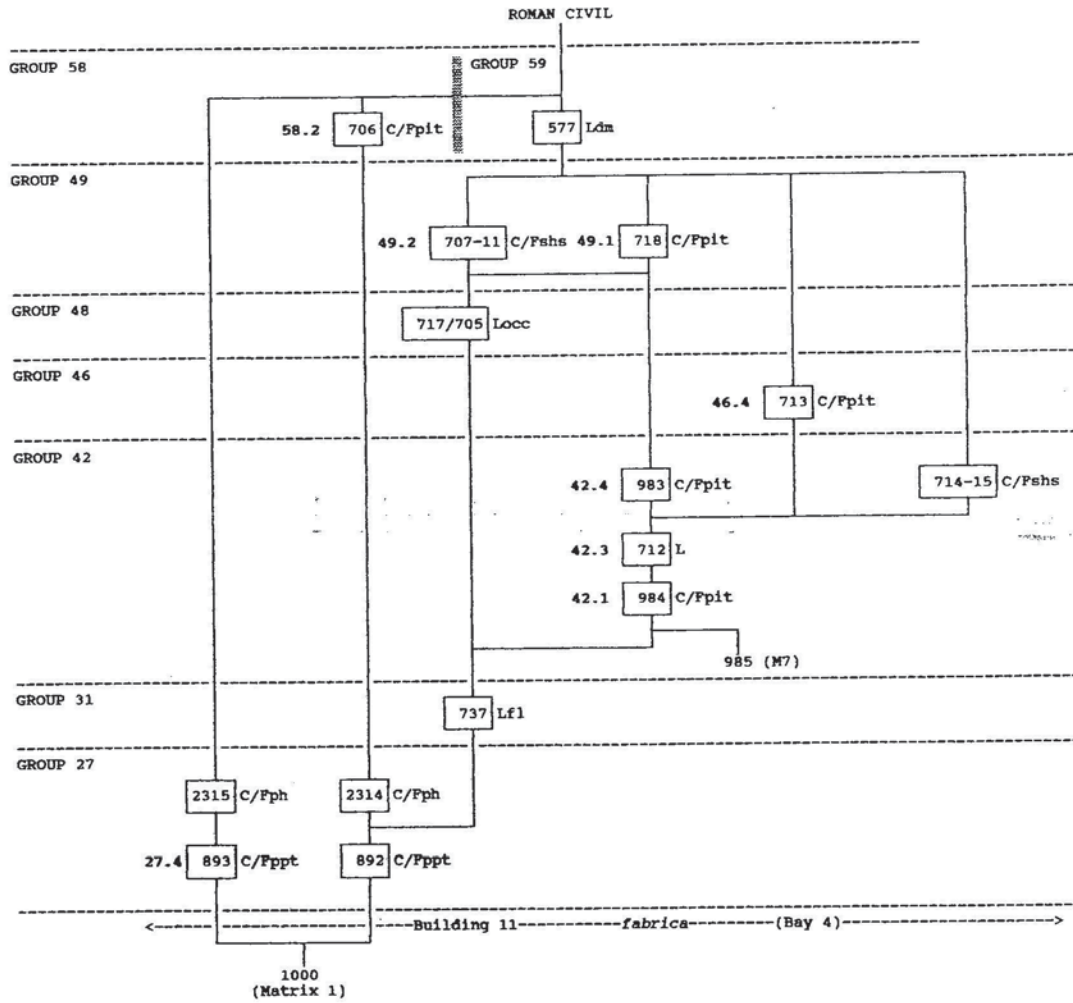 ROMAN CIVIL
GROUP 58
GROUP 59
58.2 706 C/Fpit
577 Ldm
GROUP 49
49.2 707-11 C/Fshs
49.1 718 C/Fpit
GROUP 48
717/705 Locc
GROUP 46
46.4 713 C/Fpit
GROUP 42
42.4 983 C/Fpit
714-15 C/Fshs
42.3 712 L
42.1 984 C/Fpit
985 (M7)
GROUP 31
737 Lfl
GROUP 27
2315 C/Fph
2314 C/Fph
27.4 893 C/Fppt
892 C/Fppt
<-----Building 11-----fabrica-----(Bay 4)----->
1000
(Matrix 1)